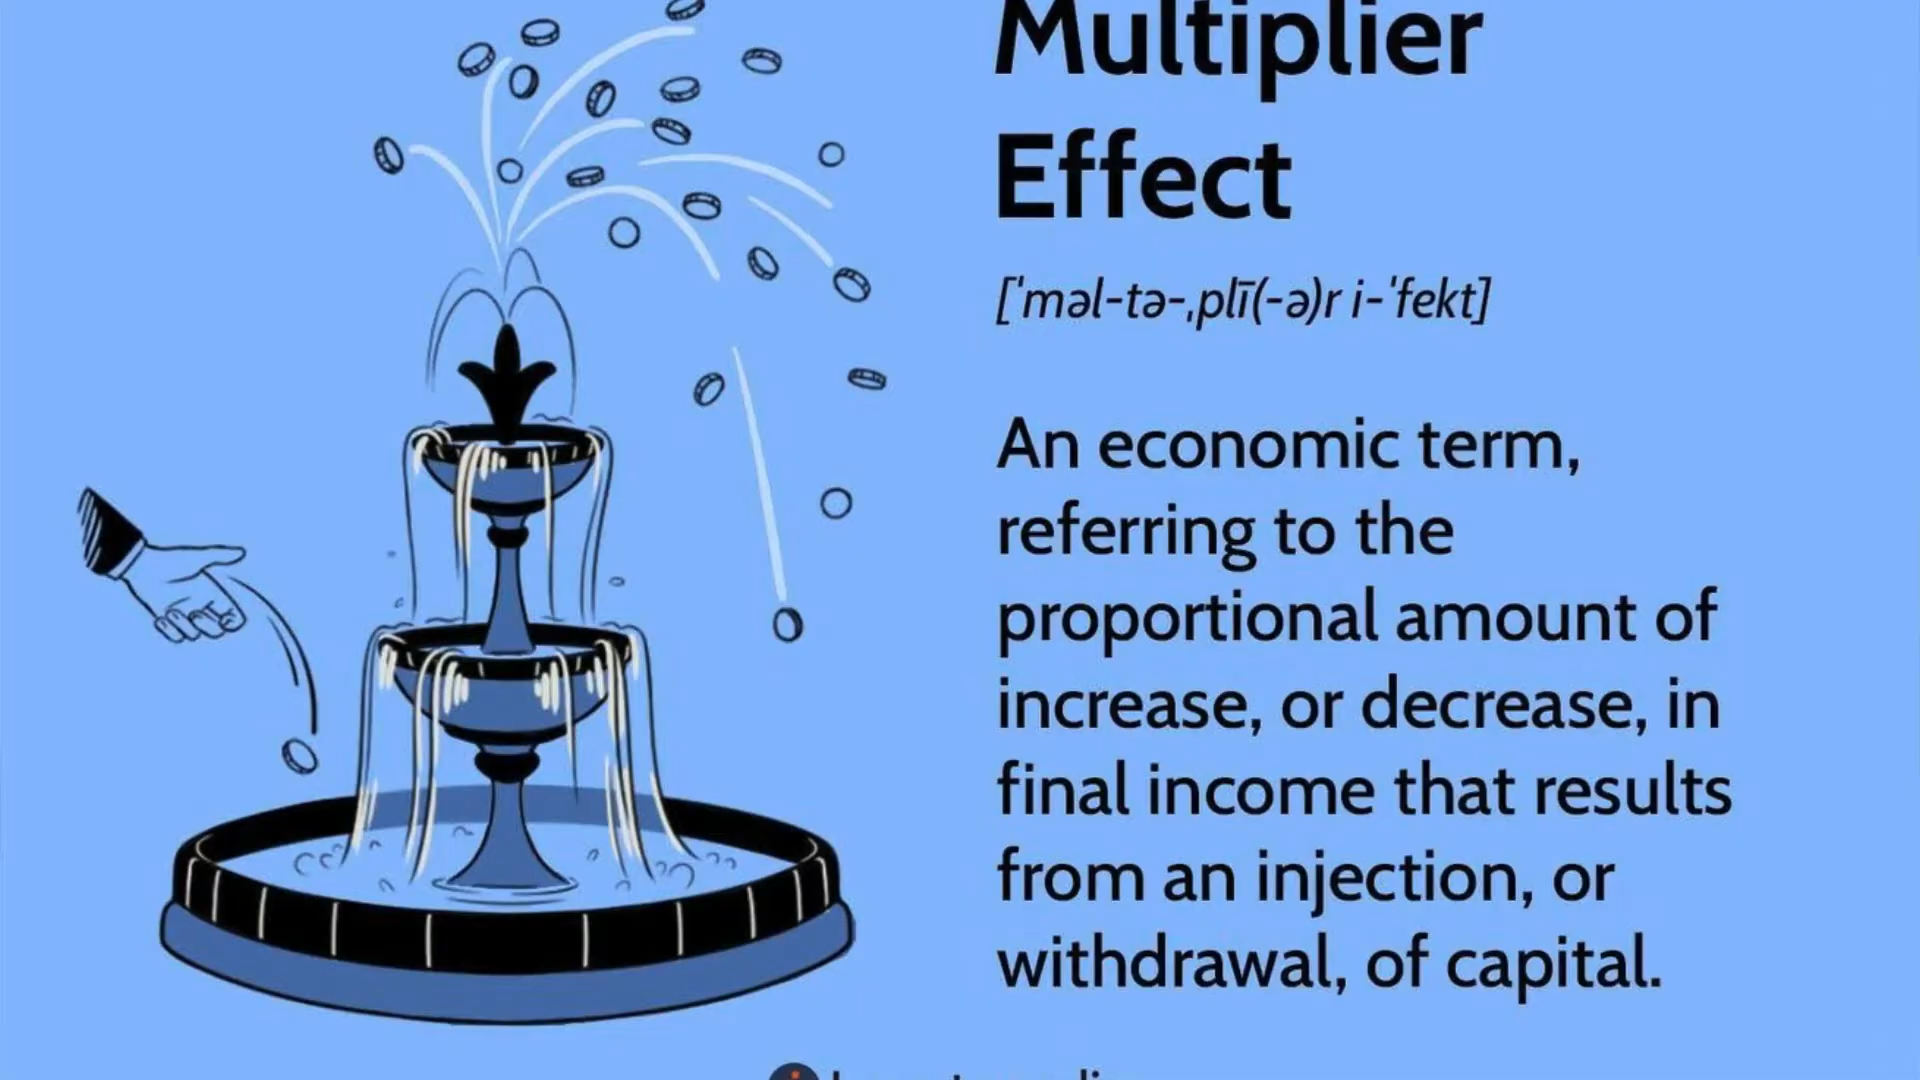 Multiplier
Effect
[ˈməl-tə-ˌplī(-ə)r i-ˈfekt]
An economic term,
referring to the
proportional amount of
increase, or decrease, in
final income that results
from an injection, or
withdrawal, of capital.